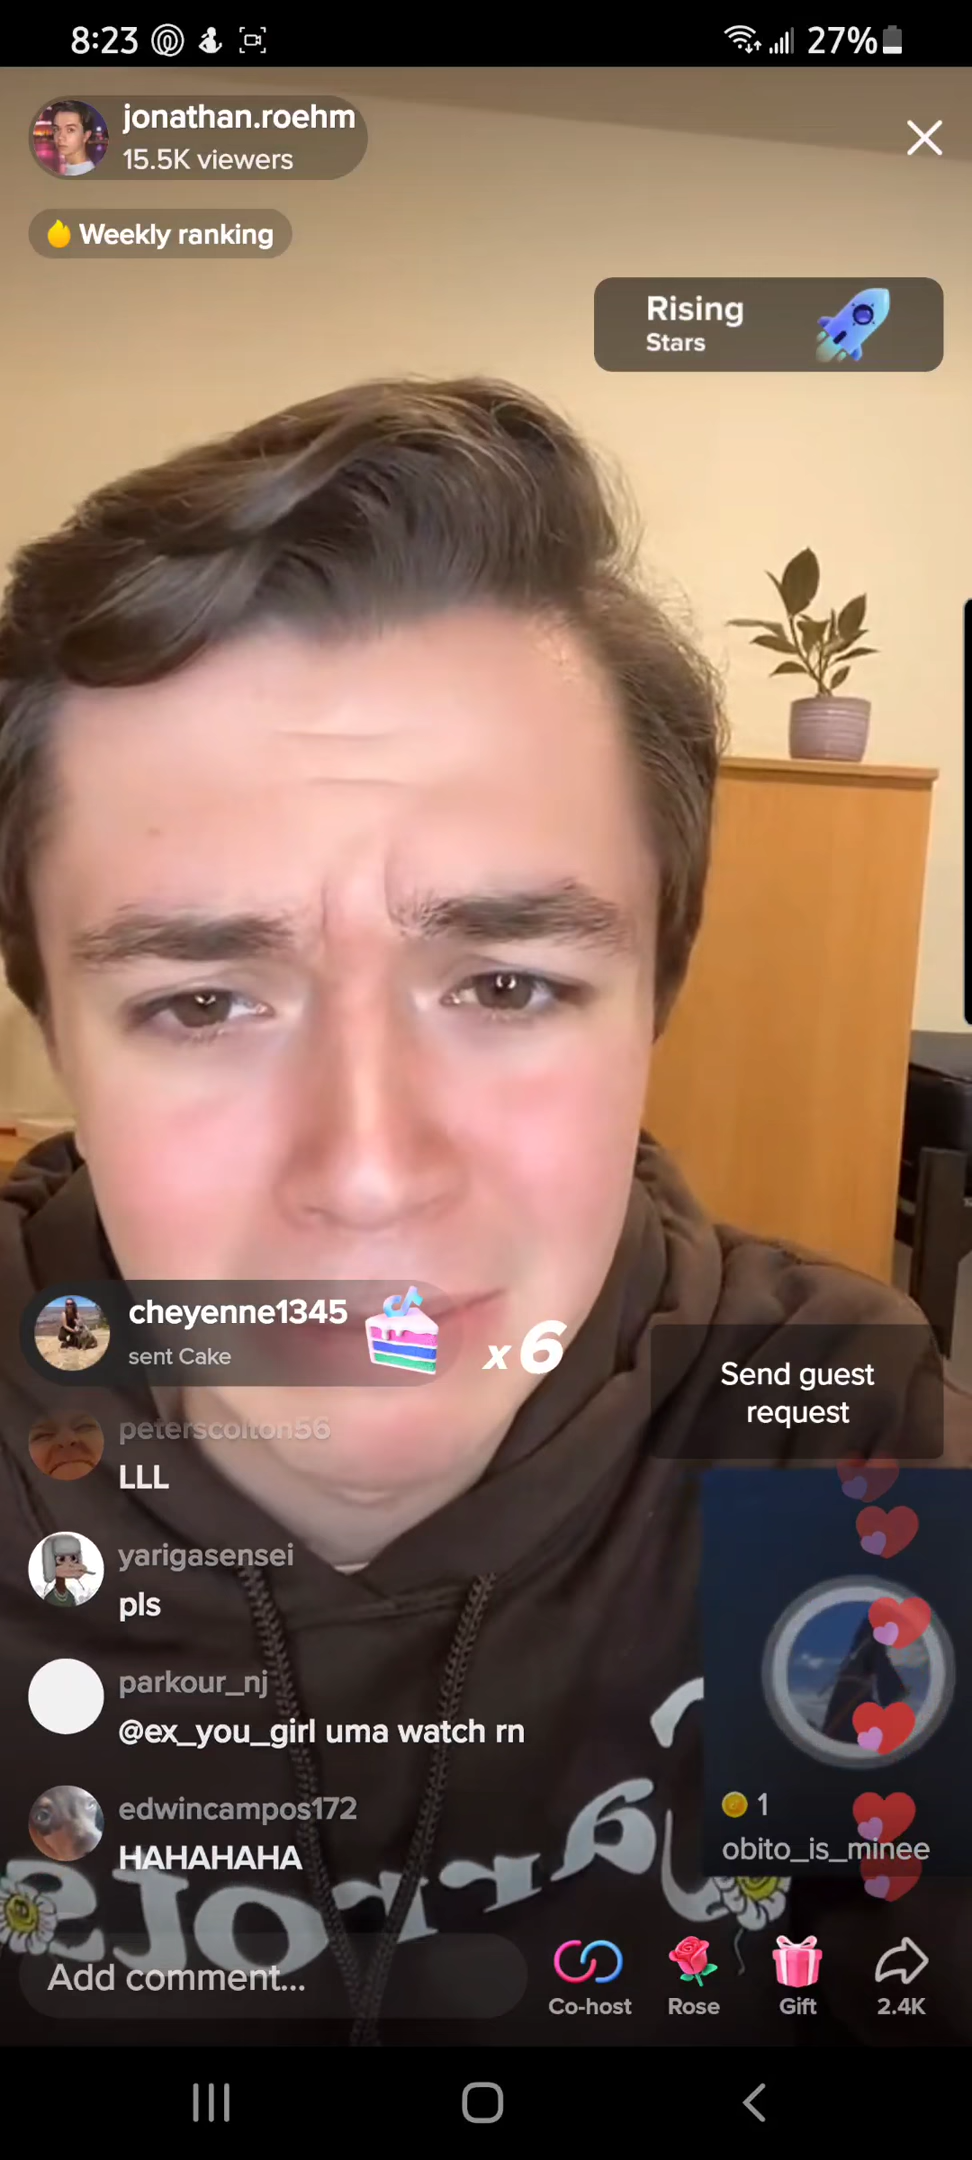 8:23
27%
jonathan.roehm
15.5K viewers
Weekly ranking
Rising
Stars
cheyenne1345
sent Cake
x6
Send guest
request
peterscolton56
LLL
yarigasensei
pls
parkour_nj
@ex_you_girl uma watch rn
edwincampos172
HAHAHAHA
1
obito_is_minee
Add comment...
Co-host
Rose
Gift
2.4K